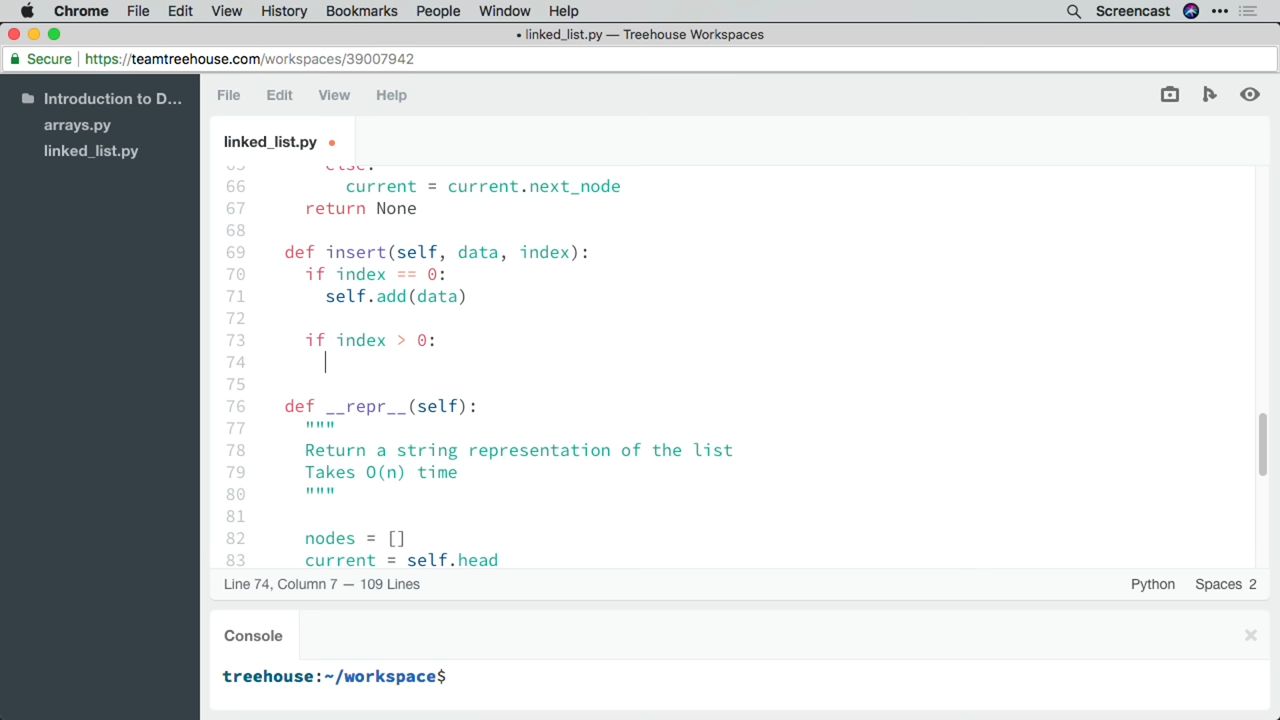 Chrome File Edit View History Bookmarks People Window Help Screencast
• linked_list.py — Treehouse Workspaces
Secure https://teamtreehouse.com/workspaces/39007942
Introduction to D...
arrays.py
linked_list.py
File Edit View Help
linked_list.py
65 else:
66 current = current.next_node
67 return None
68
69 def insert(self, data, index):
70 if index == 0:
71 self.add(data)
72
73 if index > 0:
74
75
76 def __repr__(self):
77 """
78 Return a string representation of the list
79 Takes O(n) time
80 """
81
82 nodes = []
83 current = self.head
Line 74, Column 7 — 109 Lines Python Spaces 2
Console
treehouse:~/workspace$